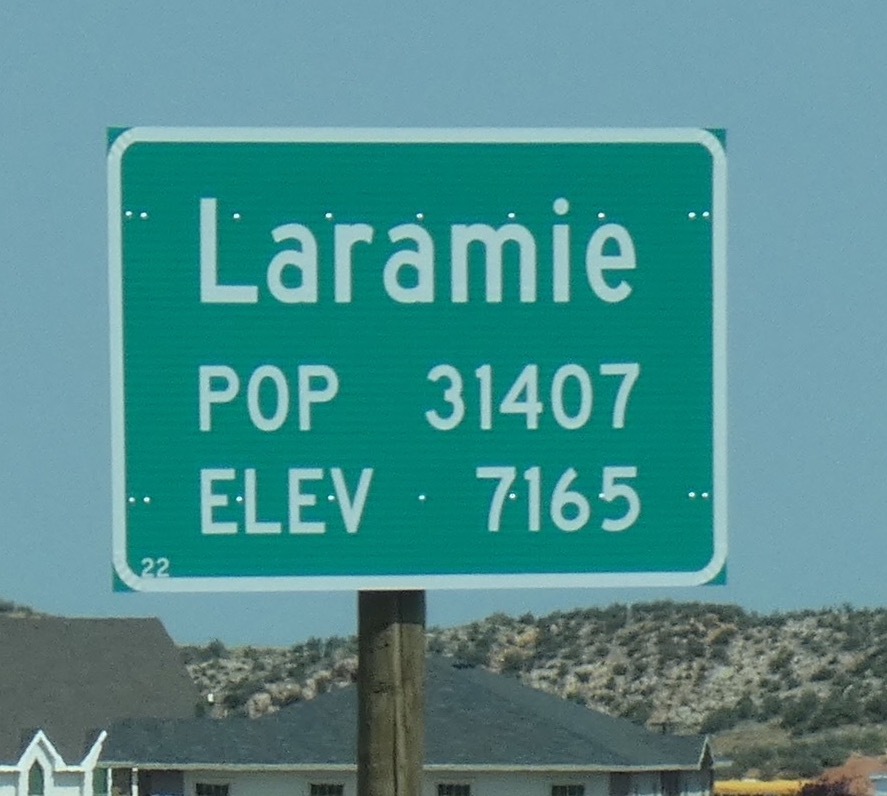 Laramie
POP 31407
ELEV 7165
22